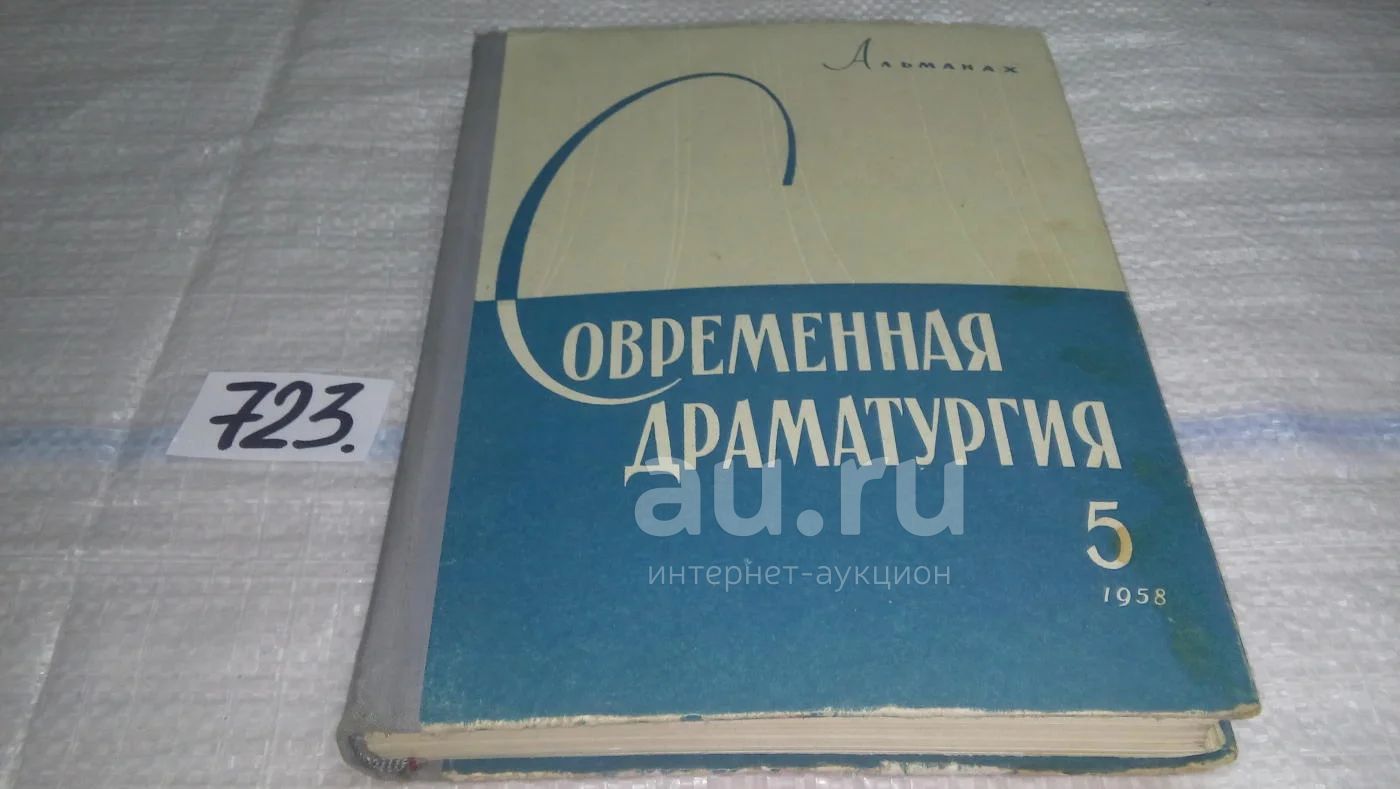 Альманах
Современная
драматургия
5
1958
723.
au.ru
интернет-аукцион